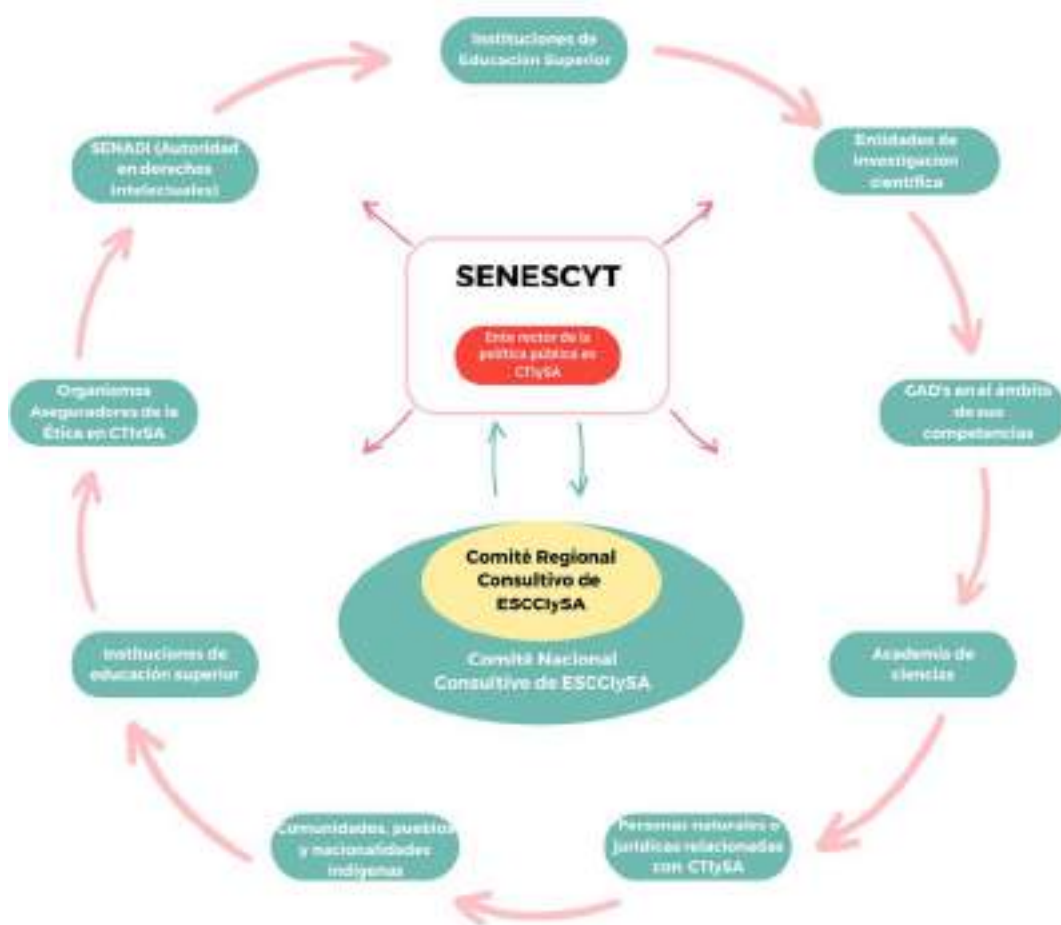 Instituciones de
Educación Superior
Entidades de
investigación
científica
GAD's en el ámbito
de sus
competencias
Academia de
ciencias
Personas naturales o
jurídicas relacionadas
con CTIySA
Comunidades, pueblos
y nacionalidades
indígenas
Instituciones de
educación superior
Organismos
Aseguradores de la
Ética en CTIySA
SENADI (Autoridad
en derechos
intelectuales)
SENESCYT
Ente rector de la
política pública en
CTIySA
Comité Regional
Consultivo de
ESCCIySA
Comité Nacional
Consultivo de ESCCIySA